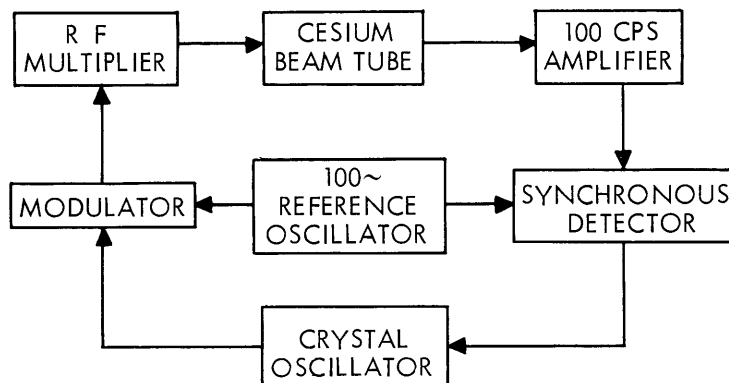 R F
MULTIPLIER
CESIUM
BEAM TUBE
100 CPS
AMPLIFIER
MODULATOR
100~
REFERENCE
OSCILLATOR
SYNCHRONOUS
DETECTOR
CRYSTAL
OSCILLATOR